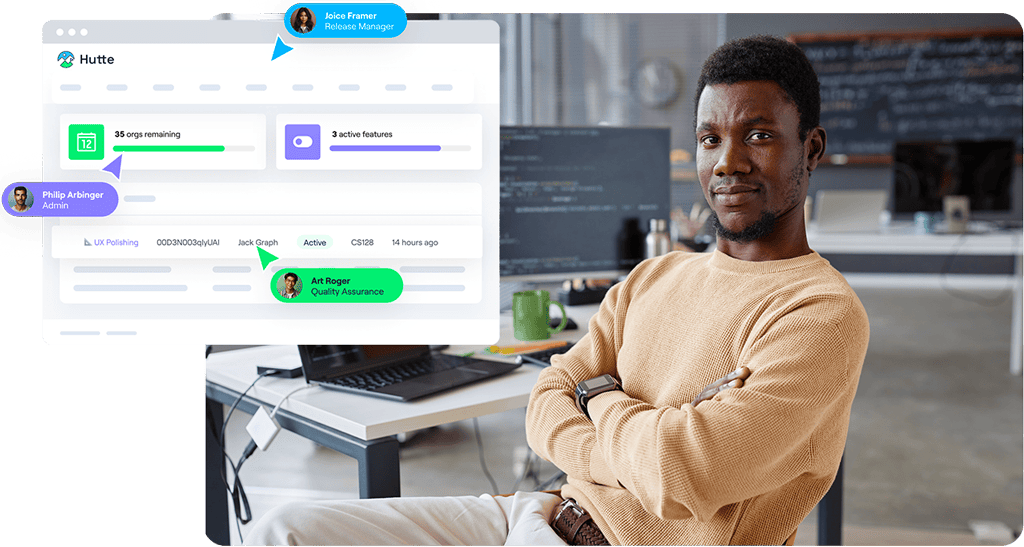 Joice Framer
Release Manager
Hutte
35 orgs remaining
12
3 active features
Philip Arbinger
Admin
UX Polishing 00D3N003qIyUAI Jack Graph Active CS128 14 hours ago
Art Roger
Quality Assurance